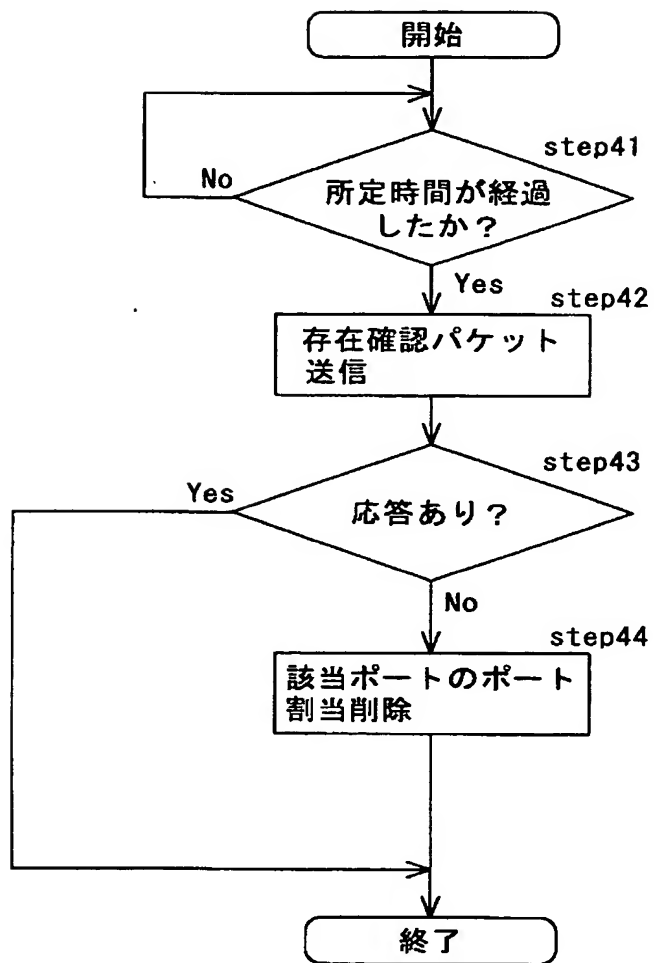 開始
step41
No
所定時間が経過
したか？
Yes
step42
存在確認パケット
送信
step43
Yes
応答あり？
No
step44
該当ポートのポート
割当削除
終了